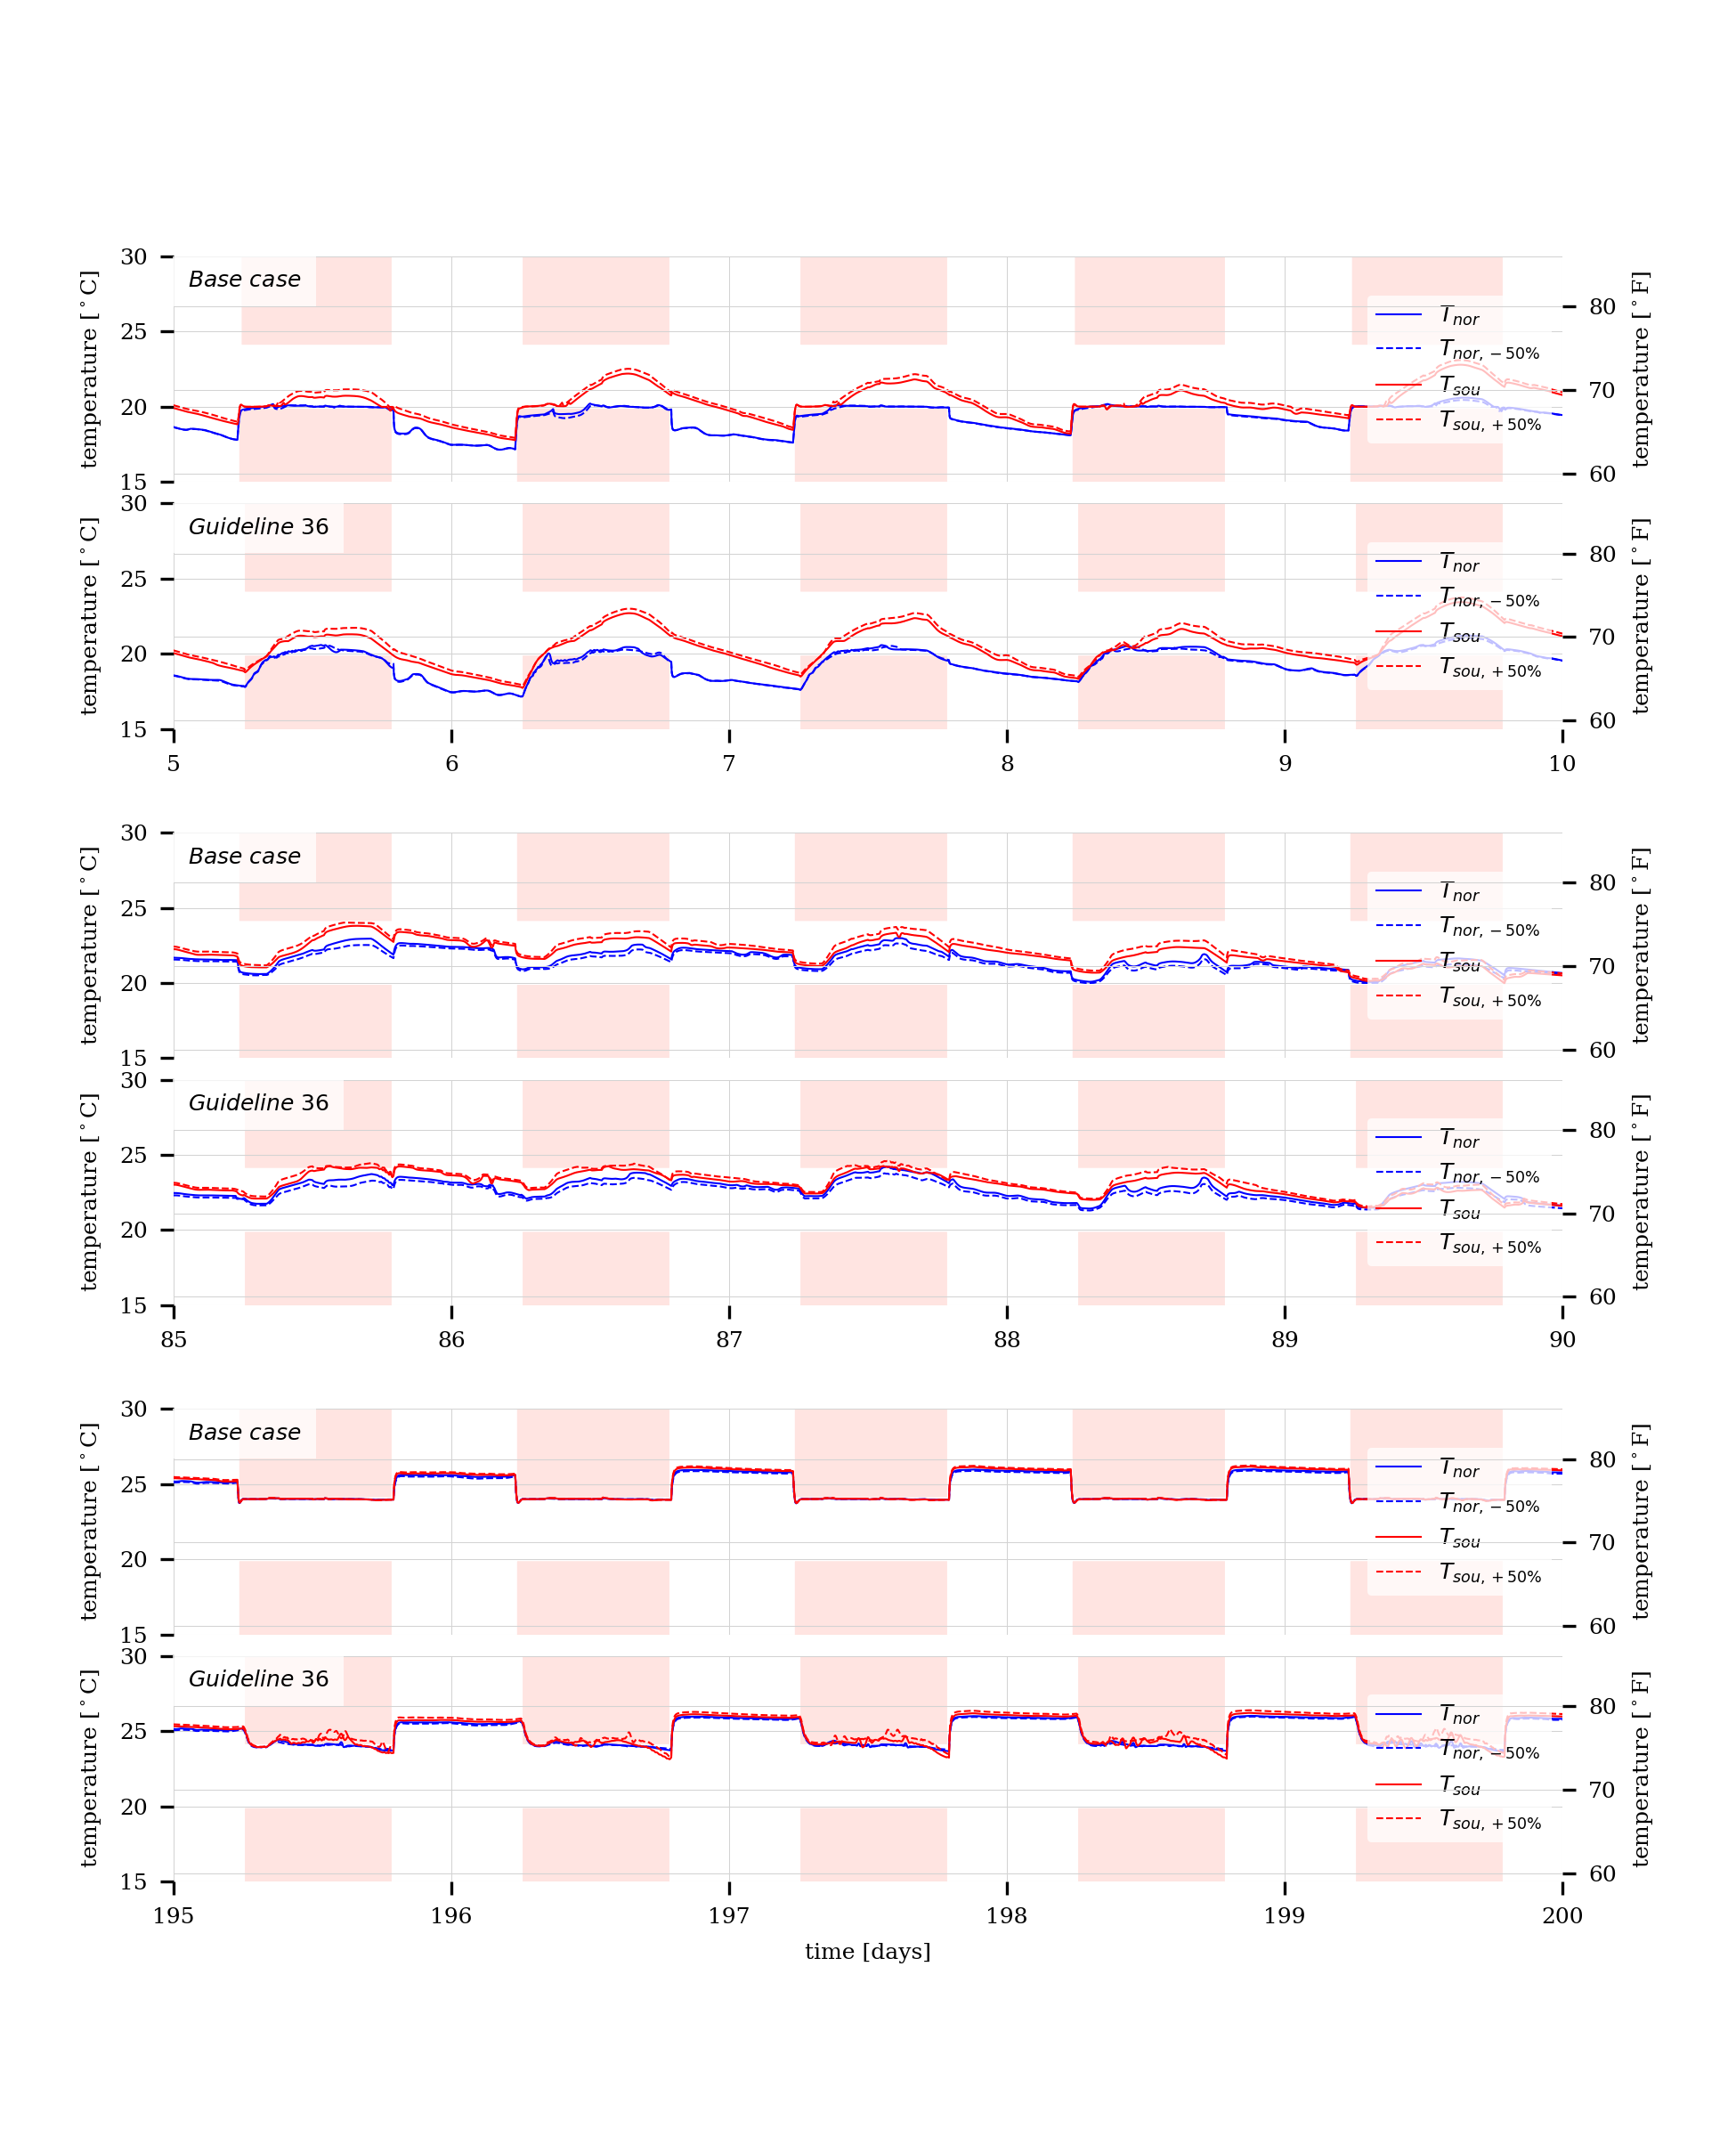 30
25
20
15
temperature [°C]
Base case
T_nor
T_nor, −50%
T_sou
T_sou, +50%
80
70
60
temperature [°F]
30
25
20
15
temperature [°C]
Guideline 36
T_nor
T_nor, −50%
T_sou
T_sou, +50%
80
70
60
temperature [°F]
5 6 7 8 9 10
30
25
20
15
temperature [°C]
Base case
T_nor
T_nor, −50%
T_sou
T_sou, +50%
80
70
60
temperature [°F]
30
25
20
15
temperature [°C]
Guideline 36
T_nor
T_nor, −50%
T_sou
T_sou, +50%
80
70
60
temperature [°F]
85 86 87 88 89 90
30
25
20
15
temperature [°C]
Base case
T_nor
T_nor, −50%
T_sou
T_sou, +50%
80
70
60
temperature [°F]
30
25
20
15
temperature [°C]
Guideline 36
T_nor
T_nor, −50%
T_sou
T_sou, +50%
80
70
60
temperature [°F]
195 196 197 198 199 200
time [days]